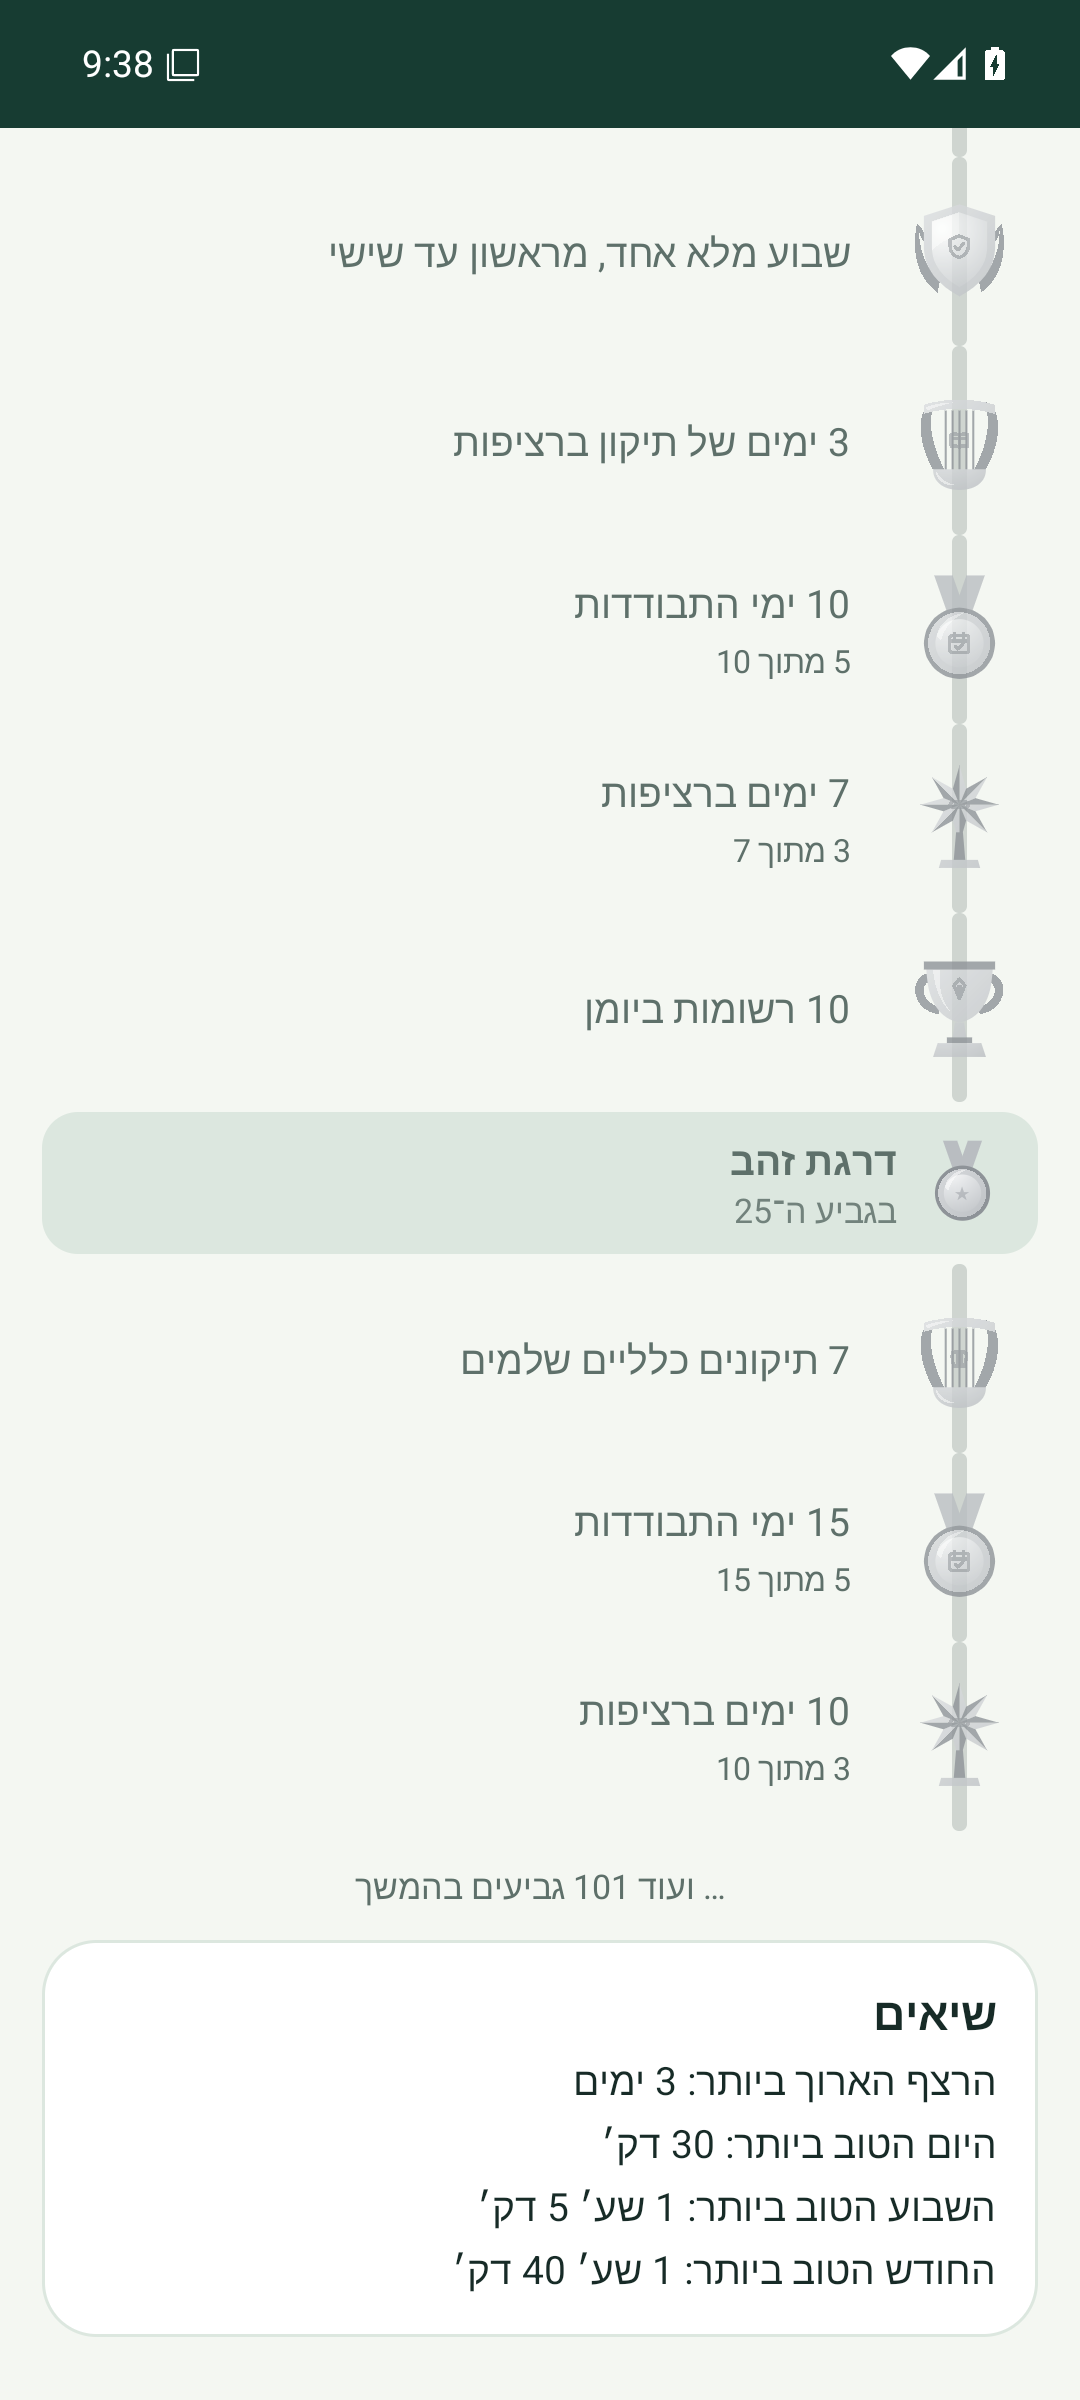 9:38
שבוע מלא אחד, מראשון עד שישי
3 ימים של תיקון ברציפות
10 ימי התבודדות
5 מתוך 10
7 ימים ברציפות
3 מתוך 7
10 רשומות ביומן
דרגת זהב
בגביע ה־25
7 תיקונים כלליים שלמים
15 ימי התבודדות
5 מתוך 15
10 ימים ברציפות
3 מתוך 10
... ועוד 101 גביעים בהמשך
שיאים
הרצף הארוך ביותר: 3 ימים
היום הטוב ביותר: 30 דק׳
השבוע הטוב ביותר: 1 שע׳ 5 דק׳
החודש הטוב ביותר: 1 שע׳ 40 דק׳